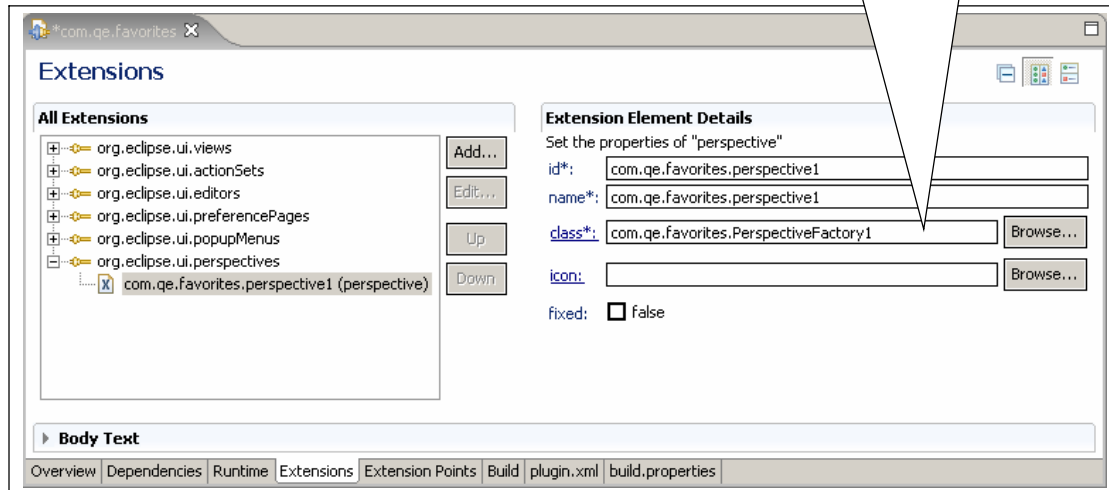 *com.qe.favorites
Extensions
All Extensions
org.eclipse.ui.views
org.eclipse.ui.actionSets
org.eclipse.ui.editors
org.eclipse.ui.preferencePages
org.eclipse.ui.popupMenus
org.eclipse.ui.perspectives
com.qe.favorites.perspective1 (perspective)
Add...
Edit...
Up
Down
Extension Element Details
Set the properties of "perspective"
id*: com.qe.favorites.perspective1
name*: com.qe.favorites.perspective1
class*: com.qe.favorites.PerspectiveFactory1 Browse...
icon: Browse...
fixed: false
Body Text
Overview Dependencies Runtime Extensions Extension Points Build plugin.xml build.properties